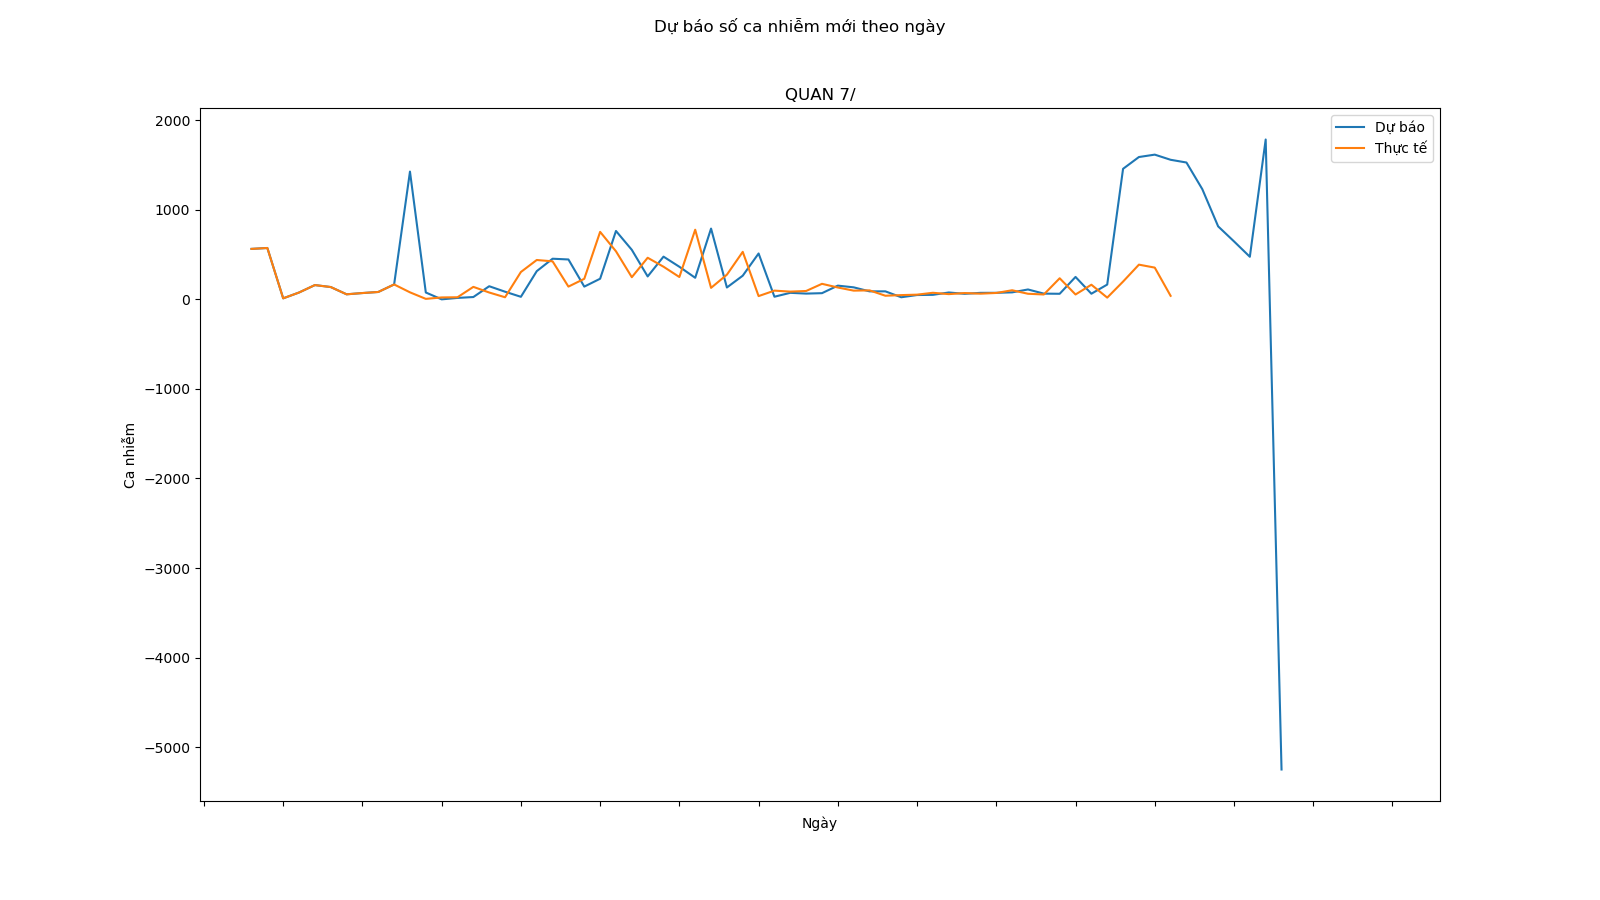 Dự báo số ca nhiễm mới theo ngày
QUAN 7/
Dự báo
Thực tế
2000
1000
0
−1000
−2000
−3000
−4000
−5000
Ca nhiễm
Ngày